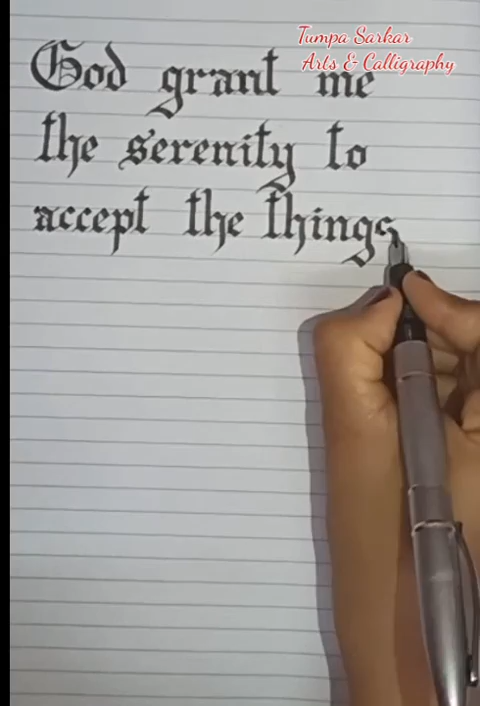 Tumpa Sarkar
Arts & Calligraphy
God grant me
the serenity to
accept the things